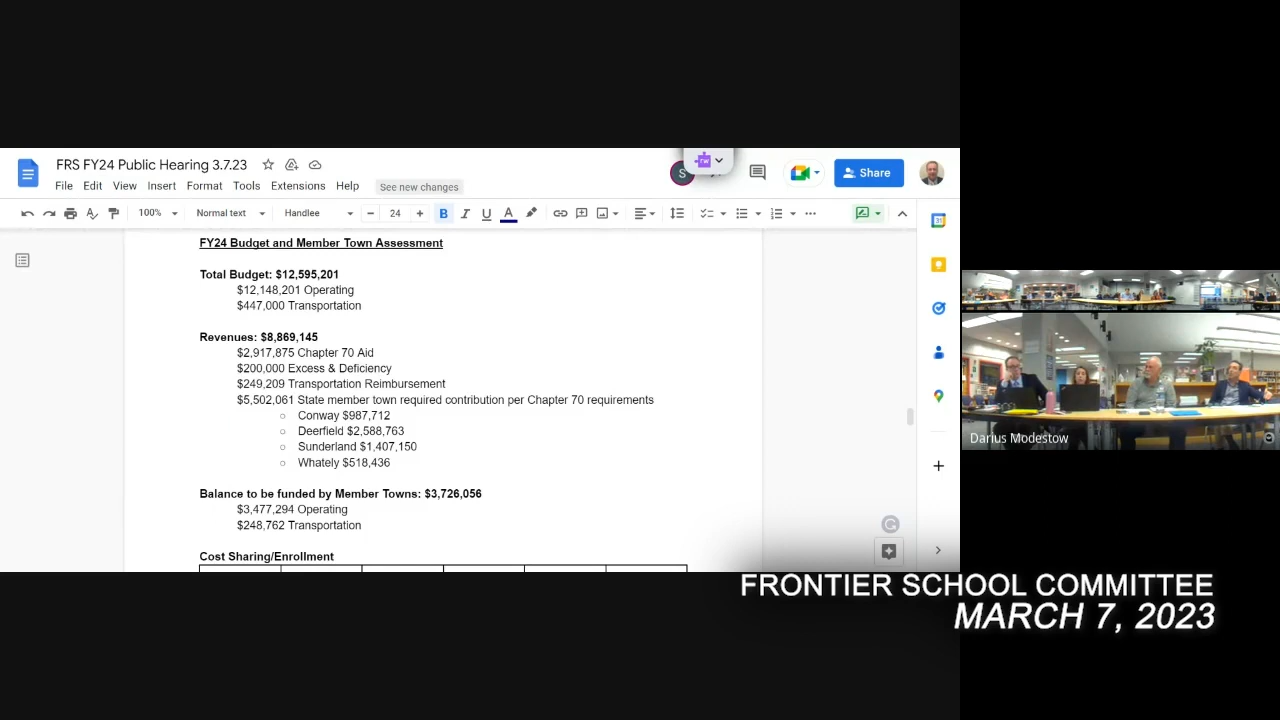 FRS FY24 Public Hearing 3.7.23
File Edit View Insert Format Tools Extensions Help See new changes
S
rw
Share
100% Normal text Handlee 24 B I U A
31
FY24 Budget and Member Town Assessment
Total Budget: $12,595,201
$12,148,201 Operating
$447,000 Transportation
Revenues: $8,869,145
$2,917,875 Chapter 70 Aid
$200,000 Excess & Deficiency
$249,209 Transportation Reimbursement
$5,502,061 State member town required contribution per Chapter 70 requirements
Conway $987,712
Deerfield $2,588,763
Sunderland $1,407,150
Whately $518,436
Balance to be funded by Member Towns: $3,726,056
$3,477,294 Operating
$248,762 Transportation
Cost Sharing/Enrollment
Darius Modestow
FRONTIER SCHOOL COMMITTEE
MARCH 7, 2023